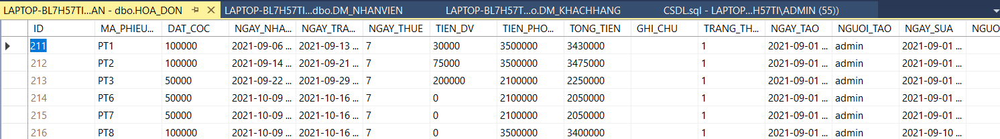 LAPTOP-BL7H57TI...AN - dbo.HOA_DON LAPTOP-BL7H57TI...dbo.DM_NHANVIEN LAPTOP-BL7H57T...o.DM_KHACHHANG CSDL.sql - LAPTOP...H57TI\ADMIN (55))
ID MA_PHIEU... DAT_COC NGAY_NHA... NGAY_TRA... NGAY_THUE TIEN_DV TIEN_PHO... TONG_TIEN GHI_CHU TRANG_TH... NGAY_TAO NGUOI_TAO NGAY_SUA NGUO
211 PT1 100000 2021-09-06 ... 2021-09-13 ... 7 30000 3500000 3430000 1 2021-09-01 ... admin 2021-09-01 ...
212 PT2 100000 2021-09-14 ... 2021-09-21 ... 7 75000 3500000 3475000 1 2021-09-01 ... admin 2021-09-01 ...
213 PT3 50000 2021-09-22 ... 2021-09-29 ... 7 200000 2100000 2250000 1 2021-09-01 ... admin 2021-09-01 ...
214 PT6 50000 2021-10-09 ... 2021-10-16 ... 7 0 2100000 2050000 1 2021-09-01 ... admin 2021-09-01 ...
215 PT7 50000 2021-10-09 ... 2021-10-16 ... 7 0 2100000 2050000 1 2021-09-01 ... admin 2021-09-01 ...
216 PT8 100000 2021-10-09 ... 2021-10-16 ... 7 0 3500000 3400000 1 2021-09-01 ... admin 2021-09-10 ...